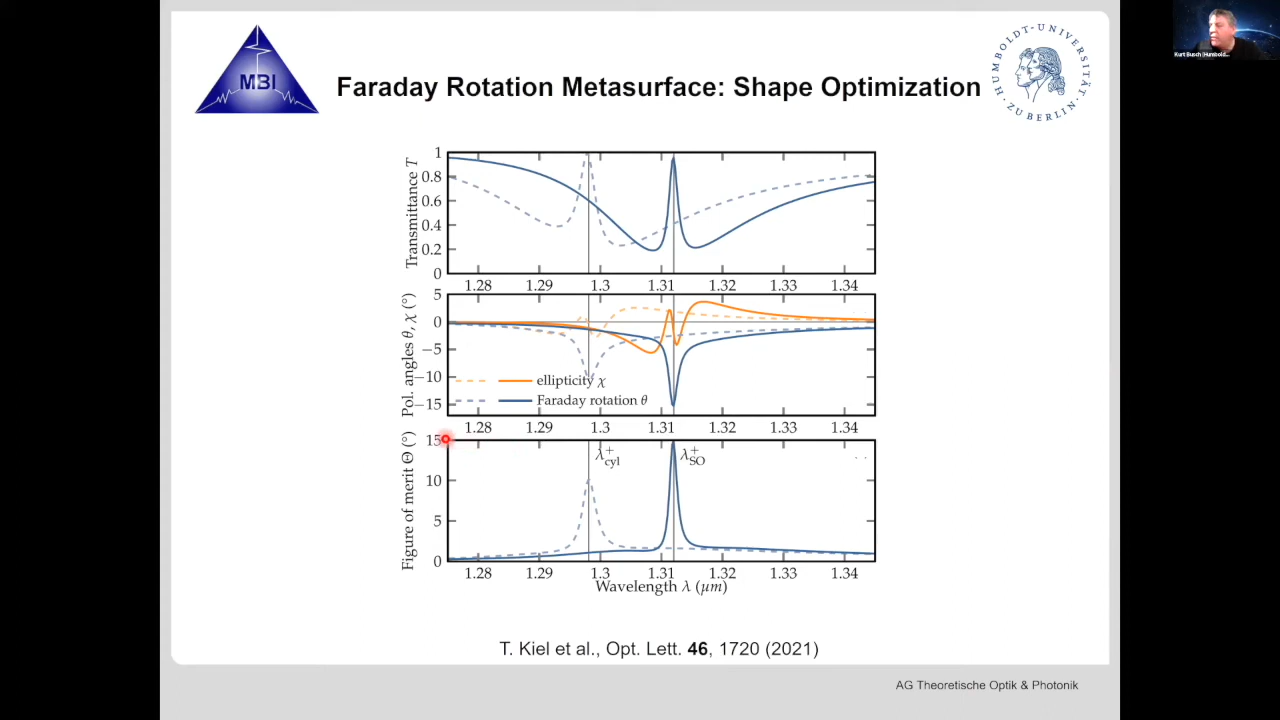 MBI
Faraday Rotation Metasurface: Shape Optimization
HUMBOLDT-UNIVERSITÄT
ZU BERLIN
Kurt Busch (Humbold...
Transmittance T
1
0.8
0.6
0.4
0.2
0
1.28 1.29 1.3 1.31 1.32 1.33 1.34
Pol. angles θ, χ (°)
5
0
−5
−10
−15
ellipticity χ
Faraday rotation θ
1.28 1.29 1.3 1.31 1.32 1.33 1.34
Figure of merit Θ (°)
15
10
5
0
λ⁺cyl
λ⁺SO
1.28 1.29 1.3 1.31 1.32 1.33 1.34
Wavelength λ (μm)
T. Kiel et al., Opt. Lett. 46, 1720 (2021)
AG Theoretische Optik & Photonik